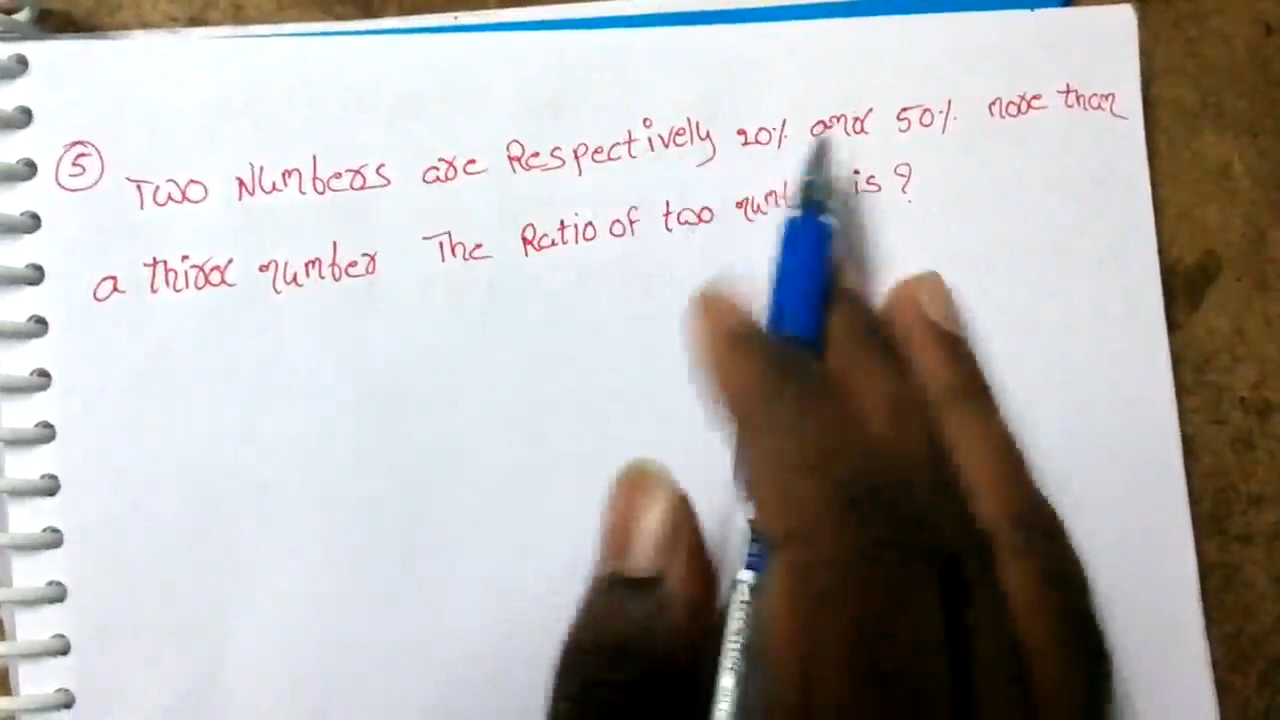 5 Two Numbers are Respectively 20% and 50% more than
a third number The Ratio of two is ?